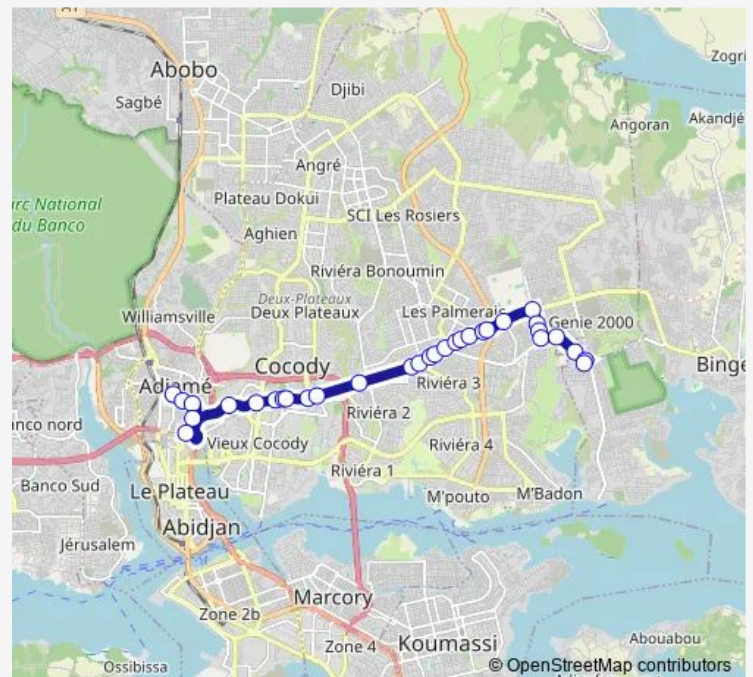 A1
Abobo
Zogri
Sagbé
Djibi
Angoran
Akandjé
Angré
arc National
du Banco
Plateau Dokui
SCI Les Rosiers
Aghien
Riviéra Bonoumin
Deux-Plateaux
Deux Plateaux
Williamsville
Les Palmerais
Genie 2000
Cocody
Binge
Adjamé
Riviéra 3
Riviéra 2
inco nord
Vieux Cocody
Riviéra 4
Riviéra 1
Banco Sud
Le Plateau
M'pouto
M'Badon
Abidjan
Jérusalem
Marcory
Zone 2b
Zone 4
Koumassi
Abouabou
Ossibissa
© OpenStreetMap contributors